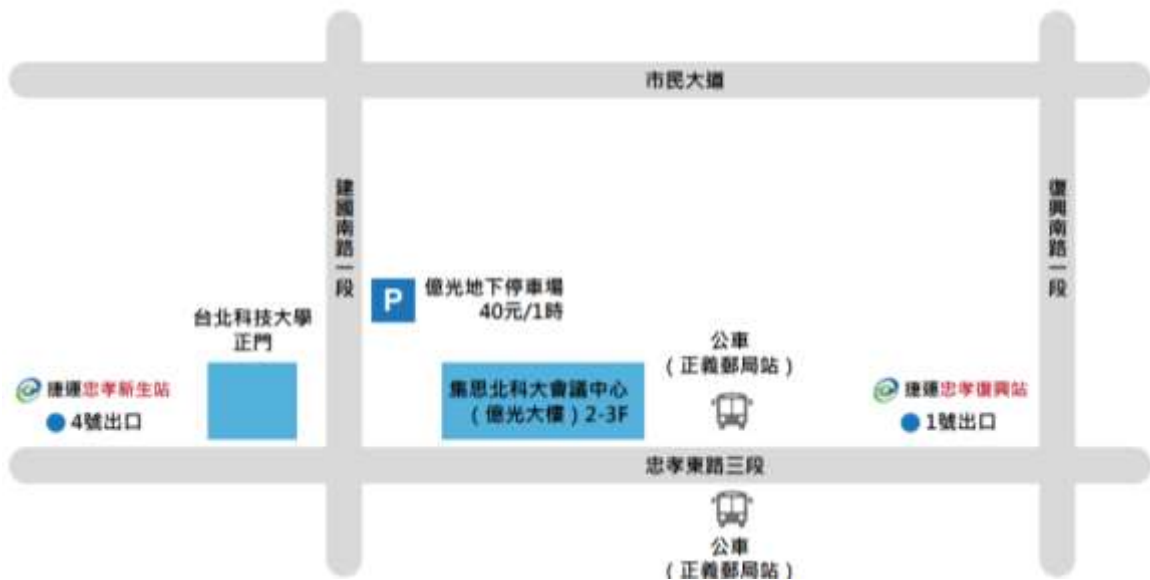 市民大道
建國南路一段
復興南路一段
億光地下停車場
40元/1時
台北科技大學
正門
公車
(正義郵局站)
捷運忠孝新生站
4號出口
集思北科大會議中心
(億光大樓)2-3F
捷運忠孝復興站
1號出口
忠孝東路三段
公車
(正義郵局站)
P